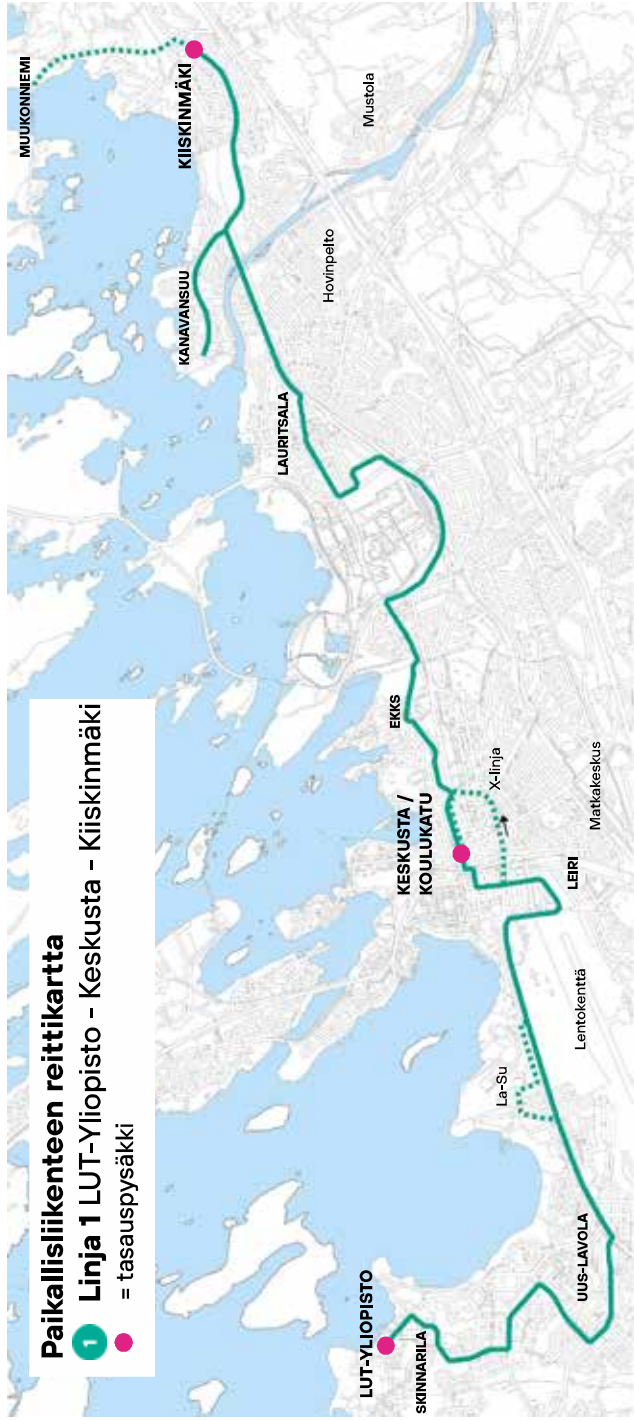 Paikallisliikenteen reittikartta
1 Linja 1 LUT-Yliopisto – Keskusta – Kiiskinmäki
= tasauspysäkki
LUT-YLIOPISTO
SKINNARILA
UUS-LAVOLA
La-Su
Lentokenttä
LEIRI
KESKUSTA /
KOULUKATU
X-linja
Matkakeskus
EKKS
LAURITSALA
KANAVANSUU
Hovinpelto
Mustola
KIISKINMÄKI
MUUKONNIEMI